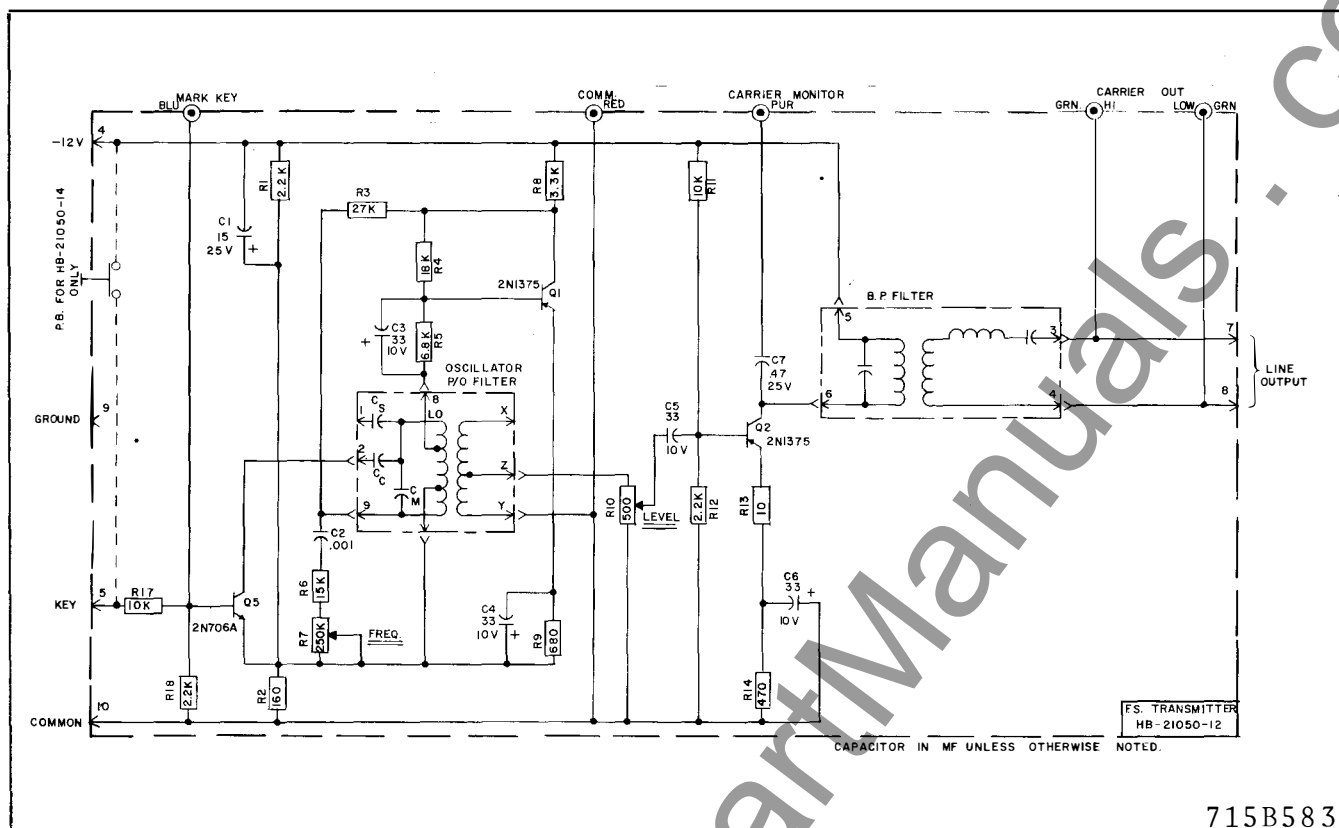 MARK KEY
BLU
COMM.
RED
CARRIER MONITOR
PUR
CARRIER OUT
GRN. HI
LOW GRN
-12V
4
R1
2.2K
R8
3.3K
10K
R11
R3
27K
C1
15
25V
+
P.B. FOR HB-21050-14
ONLY
18K
R4
2N1375
Q1
B.P. FILTER
5
C3
33
10V
+
6.8K
R5
3
7
OSCILLATOR
P/O FILTER
C7
.47
25V
LINE
OUTPUT
1
C S
8
LO
X
6
4
8
9
GROUND
C5
33
10V
Q2
2N1375
2
C C
Z
C M
R10
500
LEVEL
2.2K
R12
R13
10
9
Y
C2
.001
R6
15K
C6
33
10V
+
5
KEY
R17
10K
Q5
2N706A
R7
250K
FREQ.
C4
33
10V
+
R9
680
R18
2.2K
R2
160
R14
470
10
COMMON
F.S. TRANSMITTER
HB-21050-12
CAPACITOR IN MF UNLESS OTHERWISE NOTED.
715B583
artManuals . co